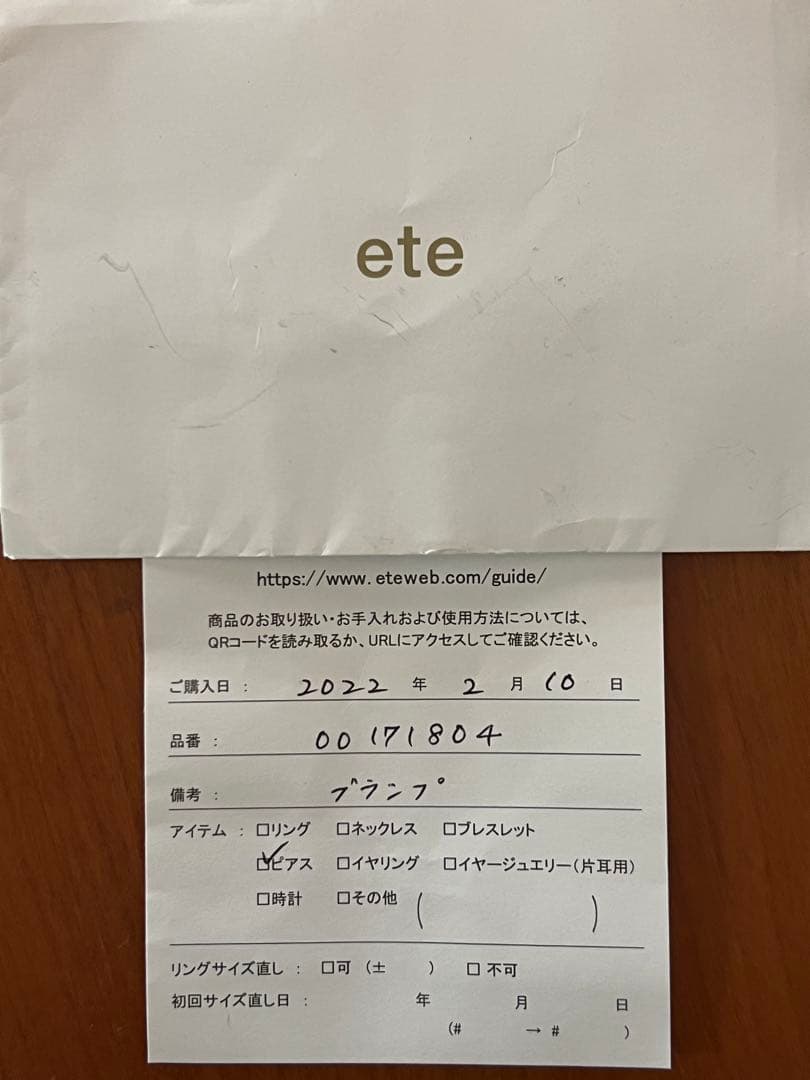 ete
https://www.eteweb.com/guide/
商品のお取り扱い・お手入れおよび使用方法については、
QRコードを読み取るか、URLにアクセスしてご確認ください。
ご購入日 : 2022 年 2 月 10 日
品番 : 00171804
備考 : ブランプ
アイテム : □リング □ネックレス □ブレスレット
☑ピアス □イヤリング □イヤージュエリー(片耳用)
□時計 □その他 ( )
リングサイズ直し : □可 (± ) □不可
初回サイズ直し日 : 年 月 日
(# → # )